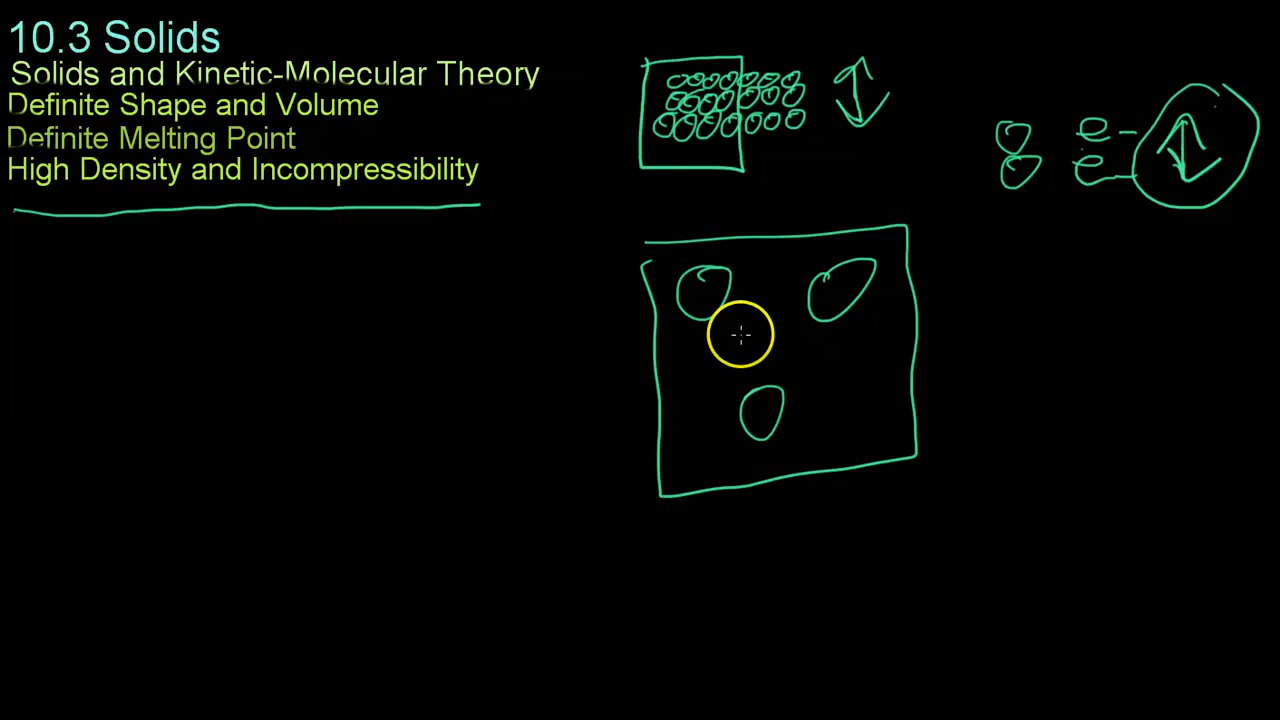 10.3 Solids
Solids and Kinetic-Molecular Theory
Definite Shape and Volume
Definite Melting Point
High Density and Incompressibility
e-
e-